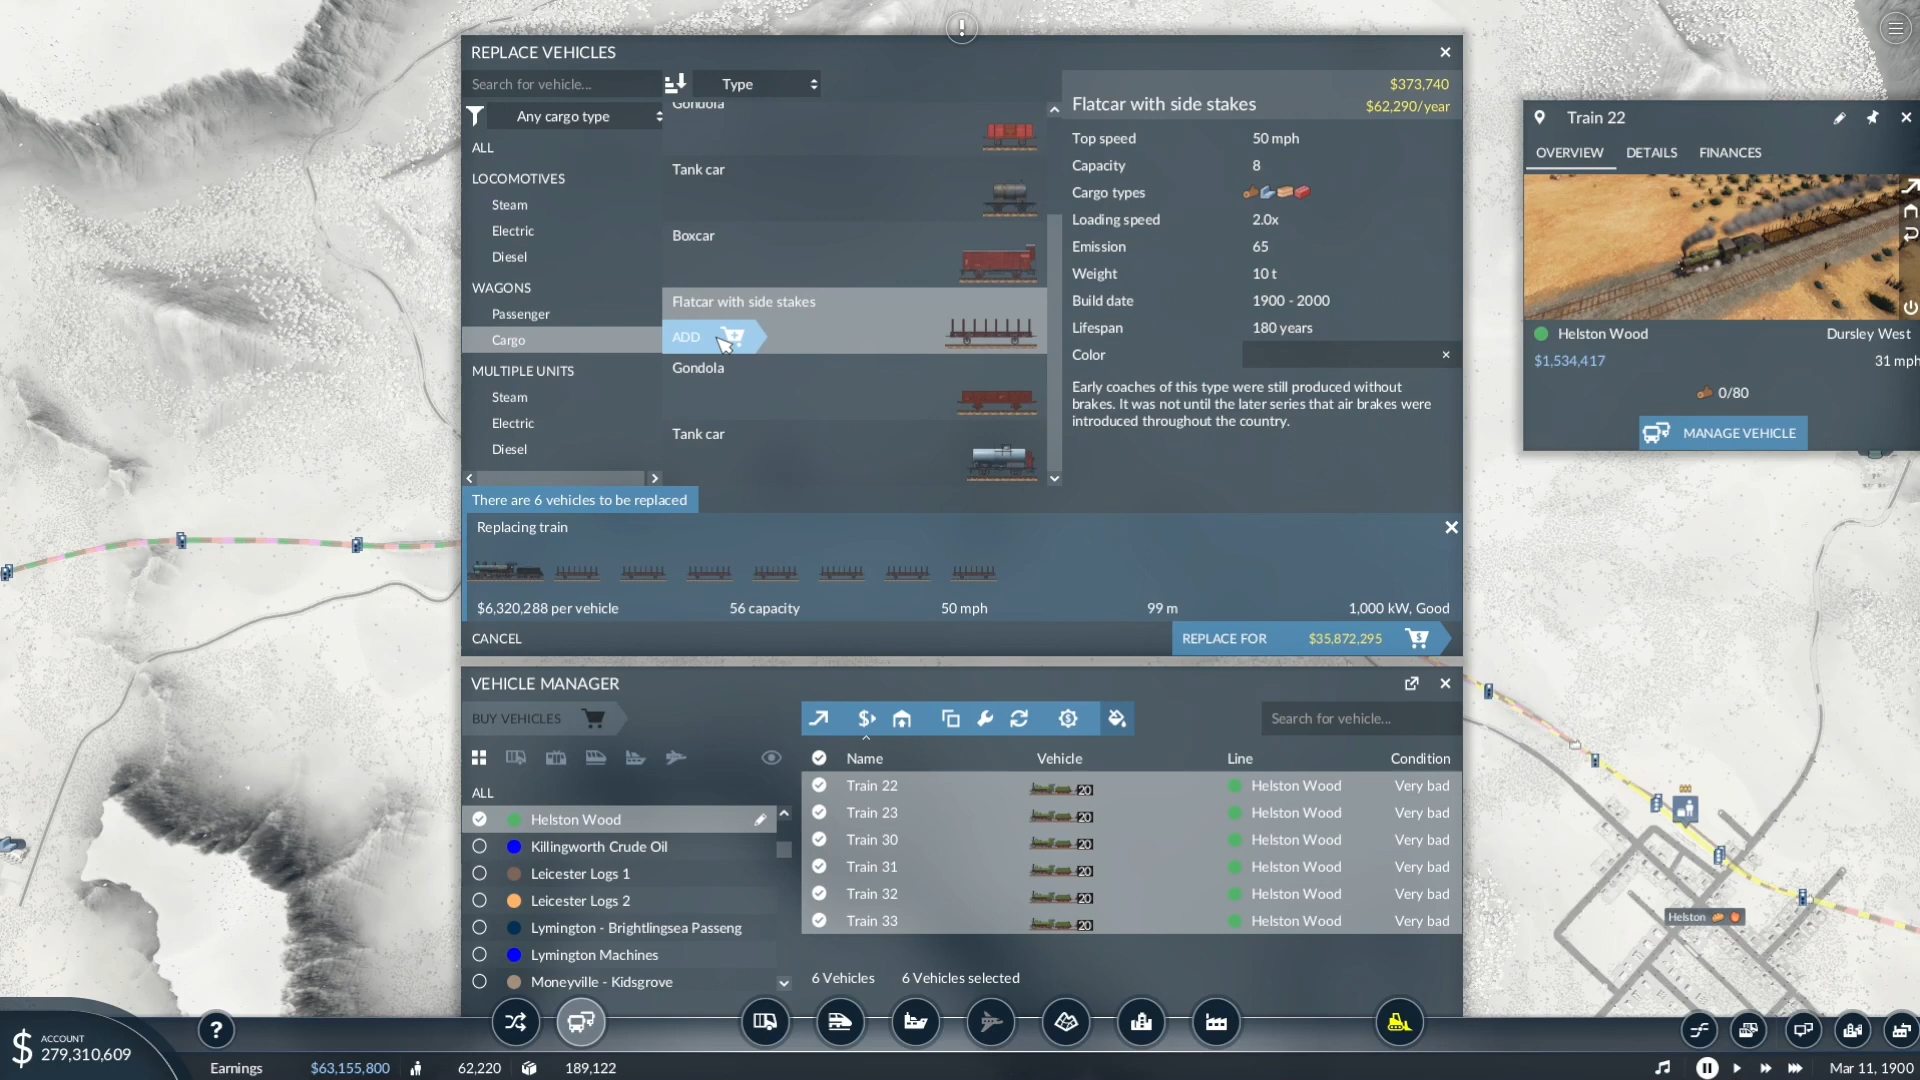 REPLACE VEHICLES
Search for vehicle...
Type
Any cargo type
ALL
LOCOMOTIVES
Steam
Electric
Diesel
WAGONS
Passenger
Cargo
MULTIPLE UNITS
Steam
Electric
Diesel
Gondola
Tank car
Boxcar
Flatcar with side stakes
ADD
Gondola
Tank car
$373,740
Flatcar with side stakes
$62,290/year
Top speed 50 mph
Capacity 8
Cargo types
Loading speed 2.0x
Emission 65
Weight 10 t
Build date 1900 - 2000
Lifespan 180 years
Color
Early coaches of this type were still produced without
brakes. It was not until the later series that air brakes were
introduced throughout the country.
There are 6 vehicles to be replaced
Replacing train
$6,320,288 per vehicle 56 capacity 50 mph 99 m 1,000 kW, Good
CANCEL
REPLACE FOR $35,872,295
Train 22
OVERVIEW DETAILS FINANCES
Helston Wood Dursley West
$1,534,417 31 mph
0/80
MANAGE VEHICLE
VEHICLE MANAGER
BUY VEHICLES
Search for vehicle...
ALL
Helston Wood
Killingworth Crude Oil
Leicester Logs 1
Leicester Logs 2
Lymington - Brightlingsea Passeng
Lymington Machines
Moneyville - Kidsgrove
Name Vehicle Line Condition
Train 22 20 Helston Wood Very bad
Train 23 20 Helston Wood Very bad
Train 30 20 Helston Wood Very bad
Train 31 20 Helston Wood Very bad
Train 32 20 Helston Wood Very bad
Train 33 20 Helston Wood Very bad
6 Vehicles 6 Vehicles selected
Helston
?
$ ACCOUNT
279,310,609
Earnings $63,155,800 62,220 189,122
Mar 11, 1900